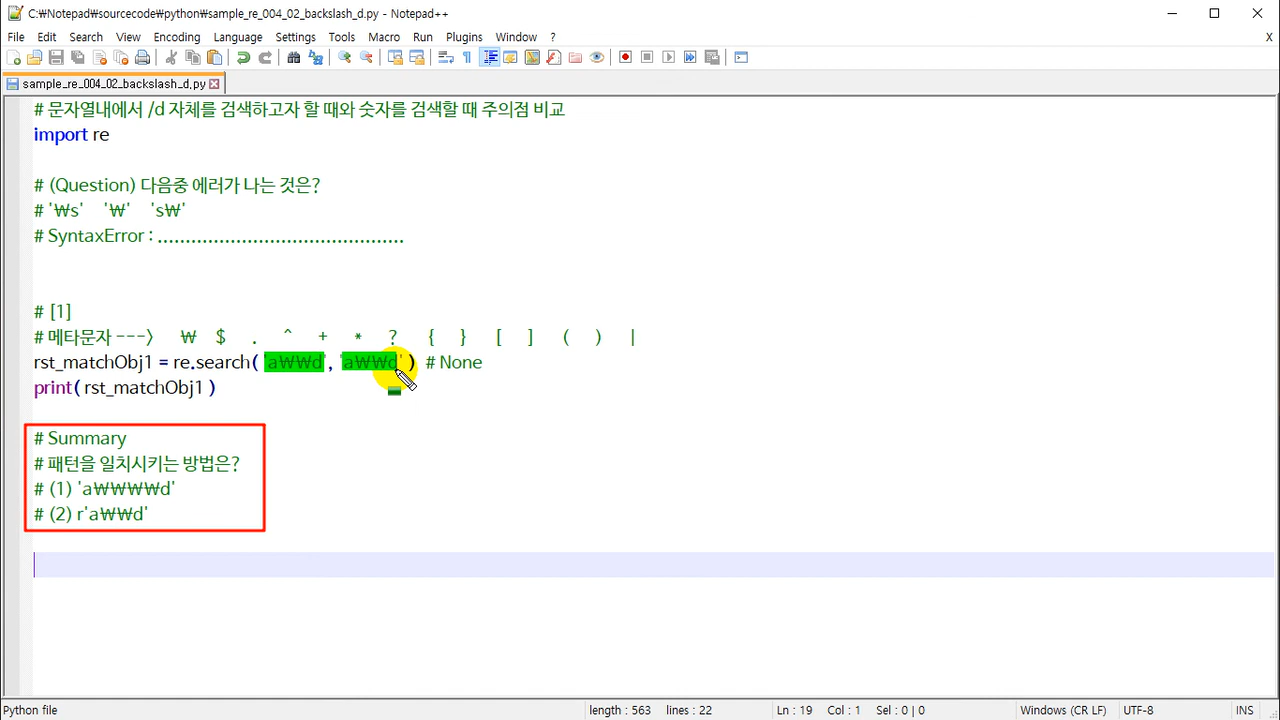 C:₩Notepad₩sourcecode₩python₩sample_re_004_02_backslash_d.py - Notepad++
File Edit Search View Encoding Language Settings Tools Macro Run Plugins Window ? X
sample_re_004_02_backslash_d.py
# 문자열내에서 /d 자체를 검색하고자 할 때와 숫자를 검색할 때 주의점 비교
import re
# (Question) 다음중 에러가 나는 것은?
# '₩s' '₩' 's₩'
# SyntaxError : ...........................................
# [1]
# 메타문자 ---> ₩ $ . ^ + * ? { } [ ] ( ) |
rst_matchObj1 = re.search( 'a₩₩d', 'a₩₩d' ) # None
print( rst_matchObj1 )
# Summary
# 패턴을 일치시키는 방법은?
# (1) 'a₩₩₩₩d'
# (2) r'a₩₩d'
Python file length : 563 lines : 22 Ln : 19 Col : 1 Sel : 0 | 0 Windows (CR LF) UTF-8 INS